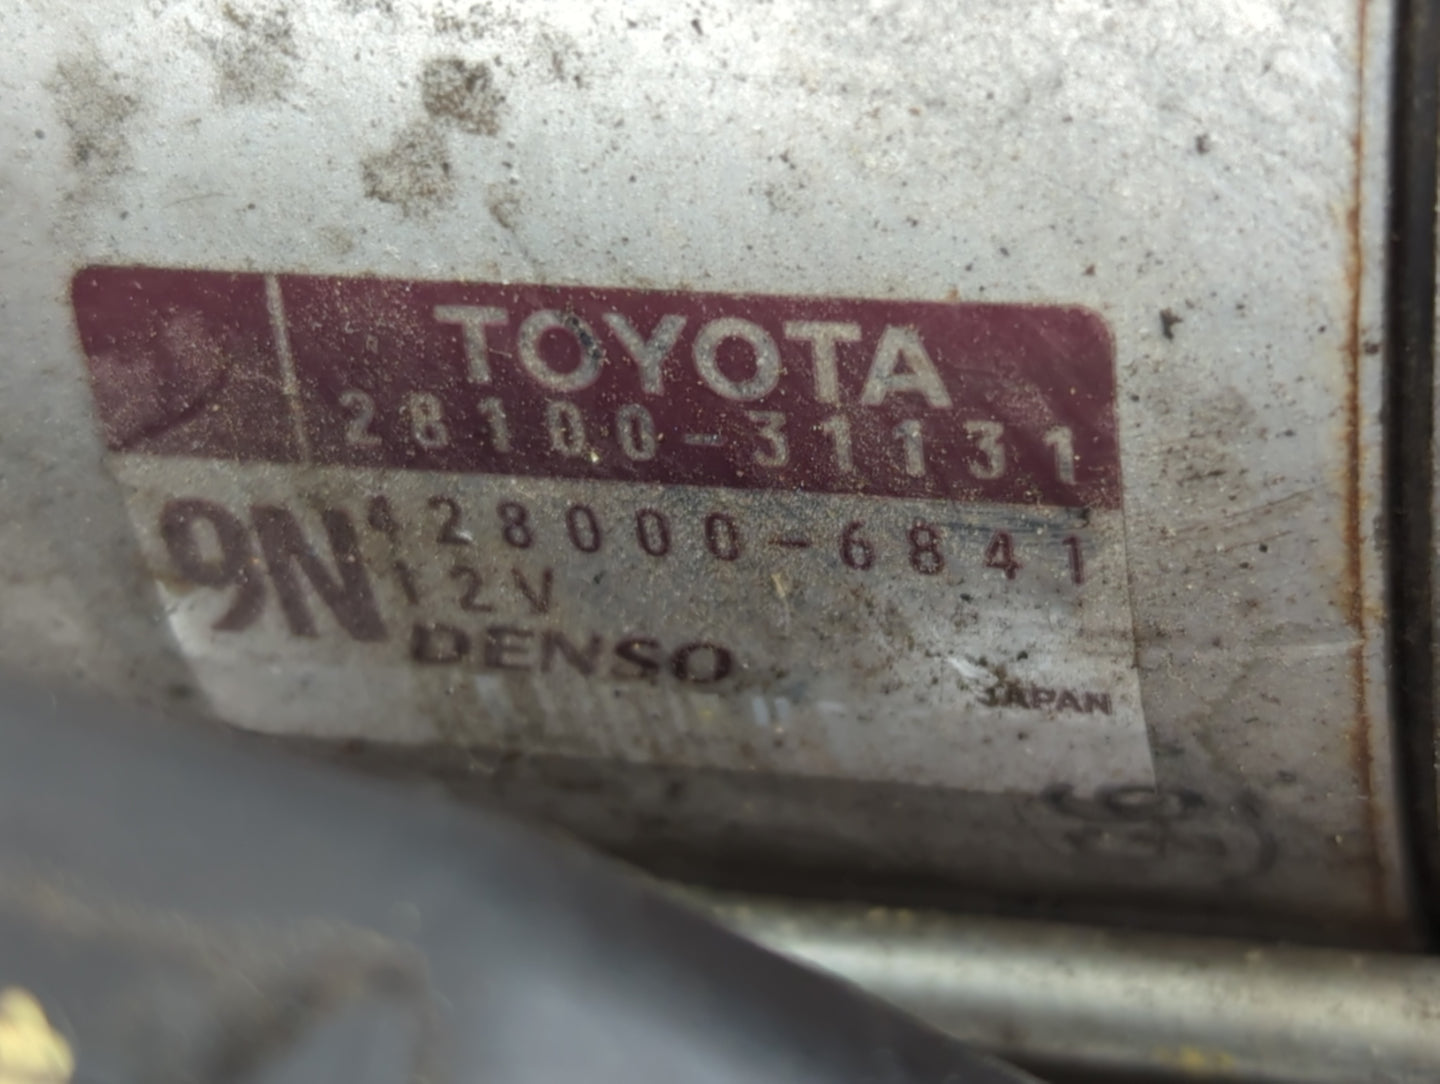 TOYOTA
28100-31131
9N
428000-6841
12V
DENSO
JAPAN